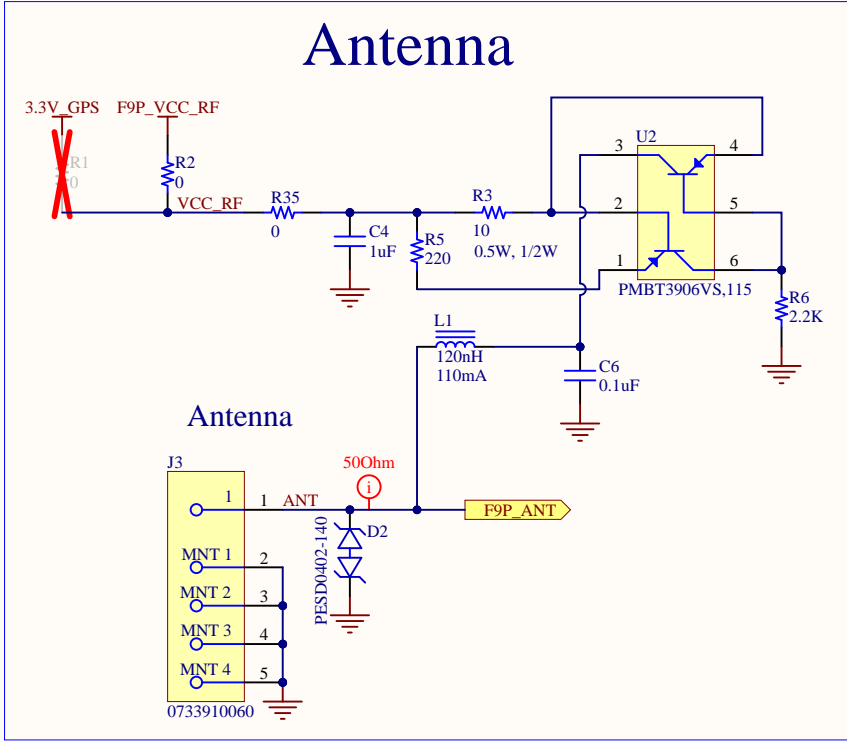 Antenna
3.3V_GPS
F9P_VCC_RF
R1
0
R2
0
VCC_RF
R35
0
C4
1uF
R5
220
R3
10
0.5W, 1/2W
U2
3
4
2
5
1
6
PMBT3906VS,115
R6
2.2K
L1
120nH
110mA
C6
0.1uF
Antenna
J3
50Ohm
i
1
1
ANT
F9P_ANT
D2
PESD0402-140
MNT 1
2
MNT 2
3
MNT 3
4
MNT 4
5
0733910060